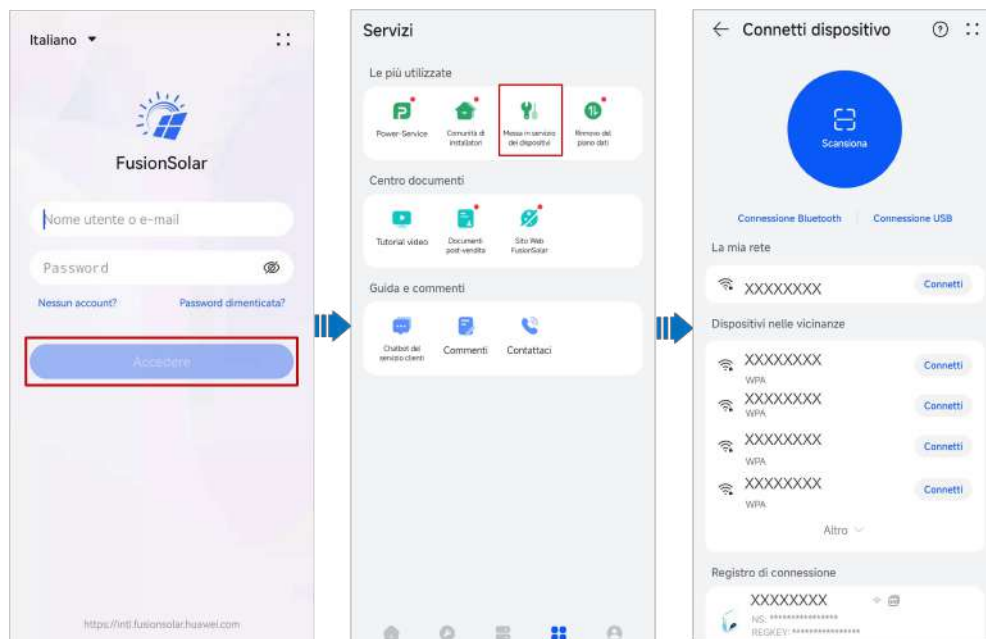 Italiano
FusionSolar
Nome utente o e-mail
Password
Nessun account? Password dimenticata?
Accedere
https://intl.fusionsolar.huawei.com
Servizi
Le più utilizzate
Power-Service
Comunità di
installatori
Messa in servizio
dei dispositivi
Rinnovo del
piano dati
Centro documenti
Tutorial video
Documenti
post-vendita
Sito Web
FusionSolar
Guida e commenti
Chatbot del
servizio clienti
Commenti
Contattaci
Connetti dispositivo
Scansiona
Connessione Bluetooth Connessione USB
La mia rete
XXXXXXXX Connetti
Dispositivi nelle vicinanze
XXXXXXXX Connetti
WPA
XXXXXXXX Connetti
WPA
XXXXXXXX Connetti
WPA
XXXXXXXX Connetti
WPA
Altro
Registro di connessione
XXXXXXXX
NS: ****************
REGKEY: ****************